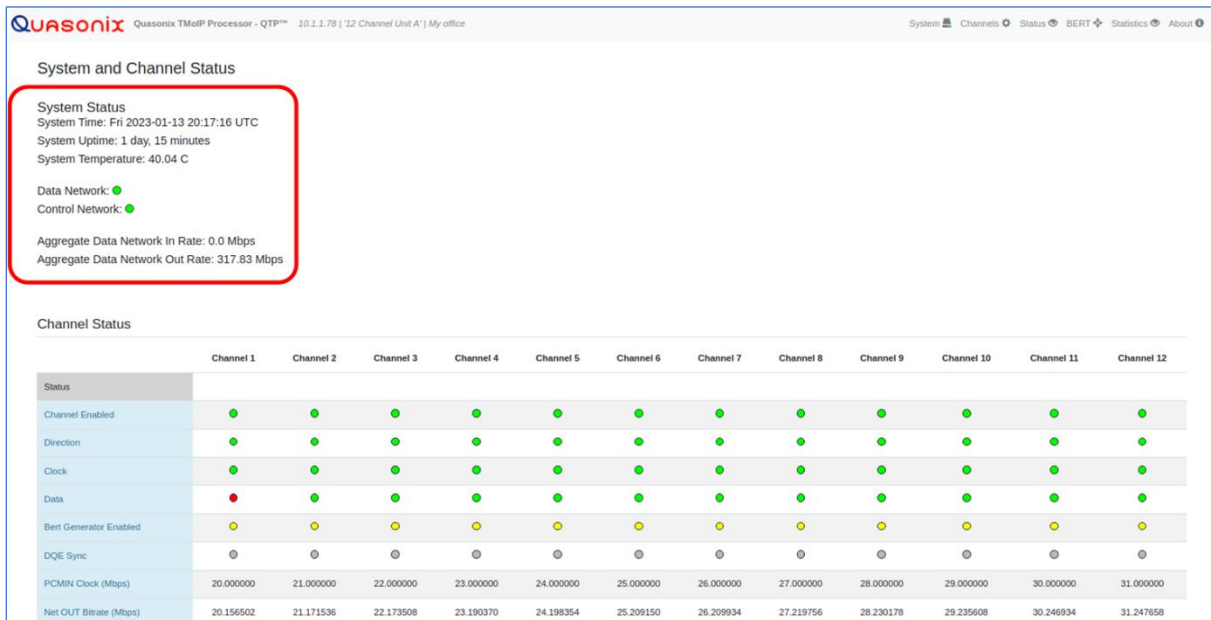 Quasonix Quasonix TMoIP Processor - QTP™ 10.1.1.78 | '12 Channel Unit A' | My office System Channels Status BERT Statistics About
System and Channel Status
System Status
System Time: Fri 2023-01-13 20:17:16 UTC
System Uptime: 1 day, 15 minutes
System Temperature: 40.04 C
Data Network:
Control Network:
Aggregate Data Network In Rate: 0.0 Mbps
Aggregate Data Network Out Rate: 317.83 Mbps
Channel Status
Channel 1 Channel 2 Channel 3 Channel 4 Channel 5 Channel 6 Channel 7 Channel 8 Channel 9 Channel 10 Channel 11 Channel 12
Status
Channel Enabled
Direction
Clock
Data
Bert Generator Enabled
DQE Sync
PCMIN Clock (Mbps) 20.000000 21.000000 22.000000 23.000000 24.000000 25.000000 26.000000 27.000000 28.000000 29.000000 30.000000 31.000000
Net OUT Bitrate (Mbps) 20.156502 21.171536 22.173508 23.190370 24.198354 25.209150 26.209934 27.219756 28.230178 29.235608 30.246934 31.247658